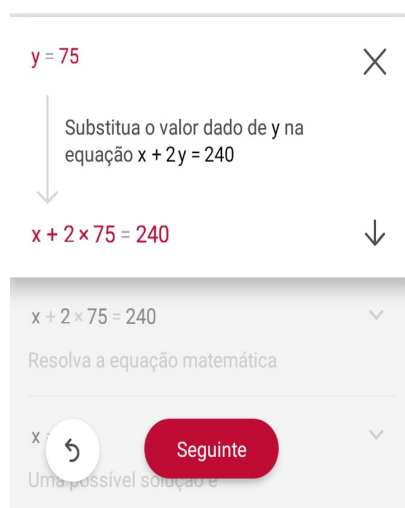 y = 75
Substitua o valor dado de y na
equação x + 2y = 240
x + 2 × 75 = 240
x + 2 × 75 = 240
Resolva a equação matemática
x
Seguinte
Uma possível solução é